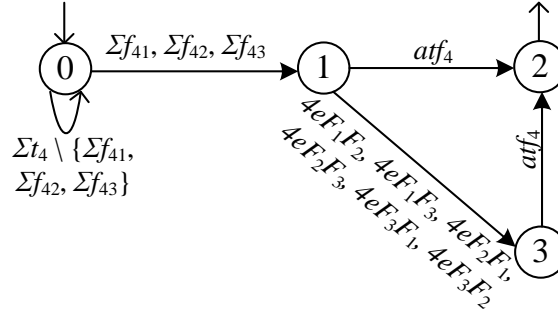 0
Σf₄₁, Σf₄₂, Σf₄₃
1
atf₄
2
Σt₄ \ {Σf₄₁,
Σf₄₂, Σf₄₃}
4eF₁F₂, 4eF₁F₃, 4eF₂F₁,
4eF₂F₃, 4eF₃F₁, 4eF₃F₂
atf₄
3